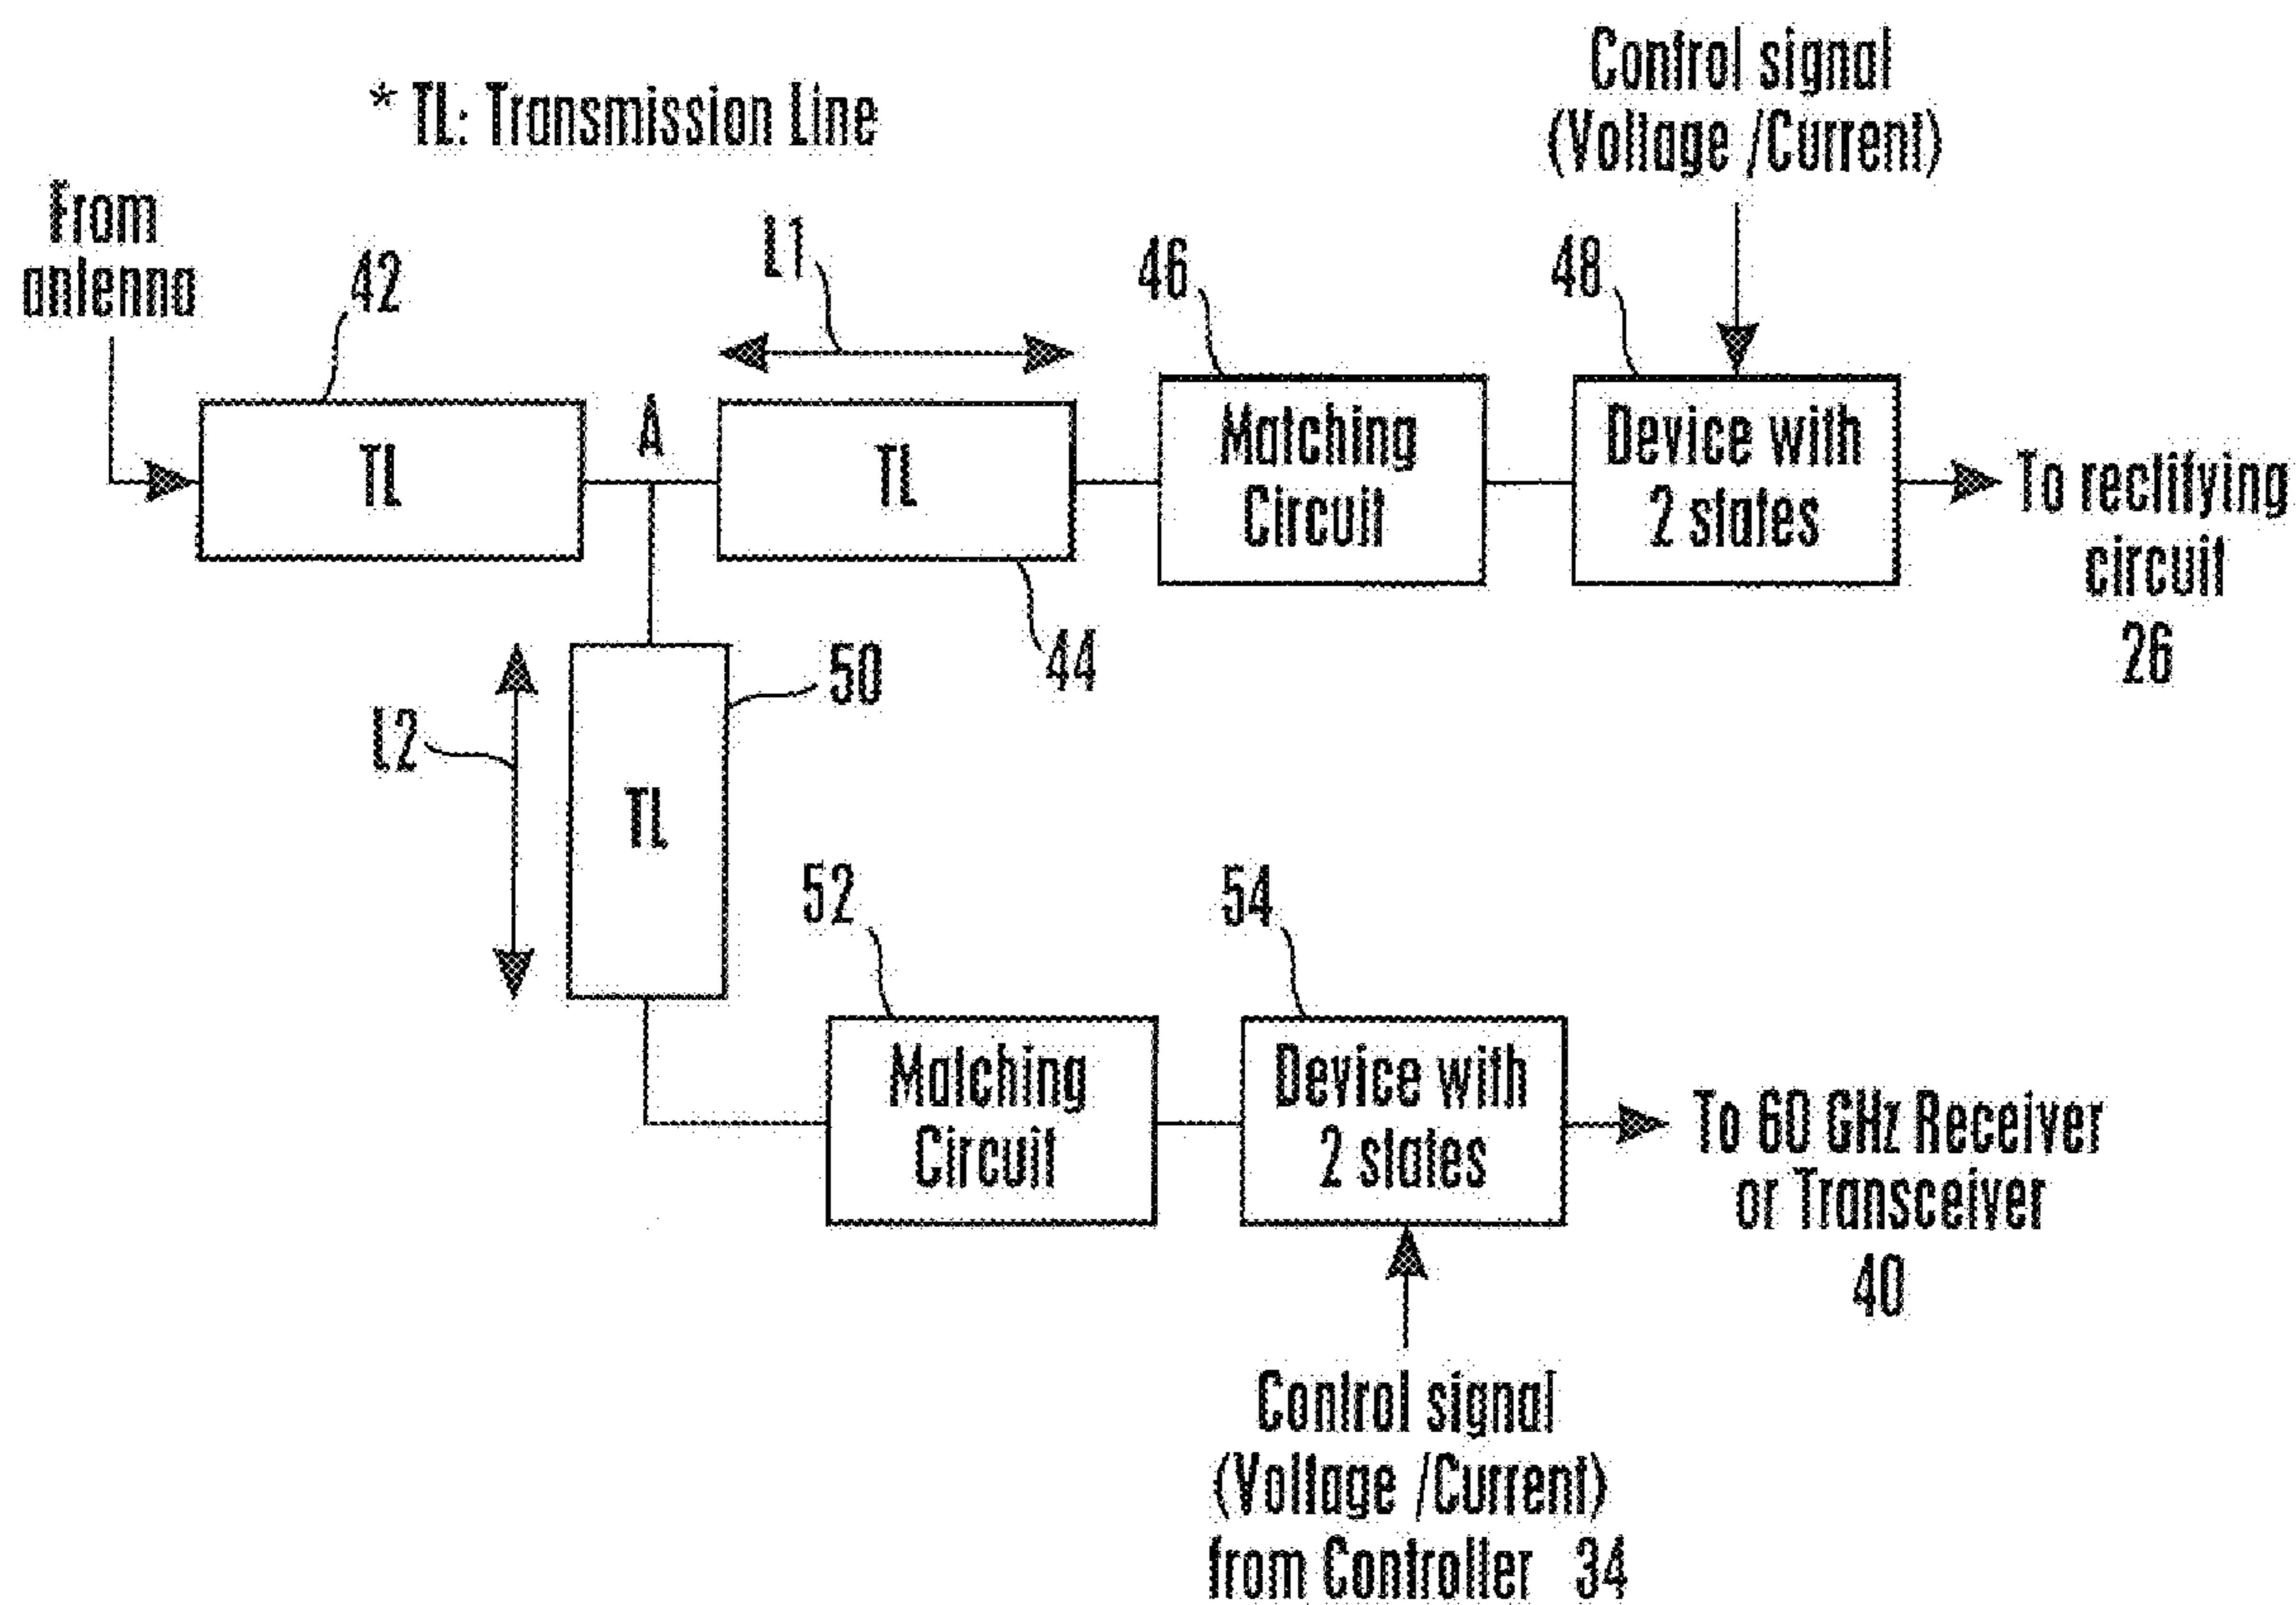 * TL: Transmission Line
Control signal
(Voltage /Current)
From
antenna
42
L1
46
48
TL
A
TL
Matching
Circuit
Device with
2 states
To rectifying
circuit
26
44
50
L2
TL
52
54
Matching
Circuit
Device with
2 states
To 60 GHz Receiver
or Transceiver
40
Control signal
(Voltage /Current)
from Controller 34